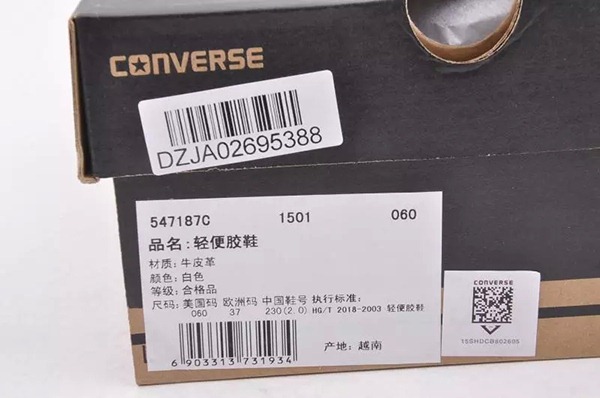 CONVERSE
DZJA02695388
547187C 1501 060
品名:轻便胶鞋
材质:牛皮革
颜色:白色
等级:合格品
尺码:美国码 欧洲码 中国鞋号 执行标准:
060 37 230(2.0) HG/T 2018-2003 轻便胶鞋
产地:越南
6 903313 731934
CONVERSE